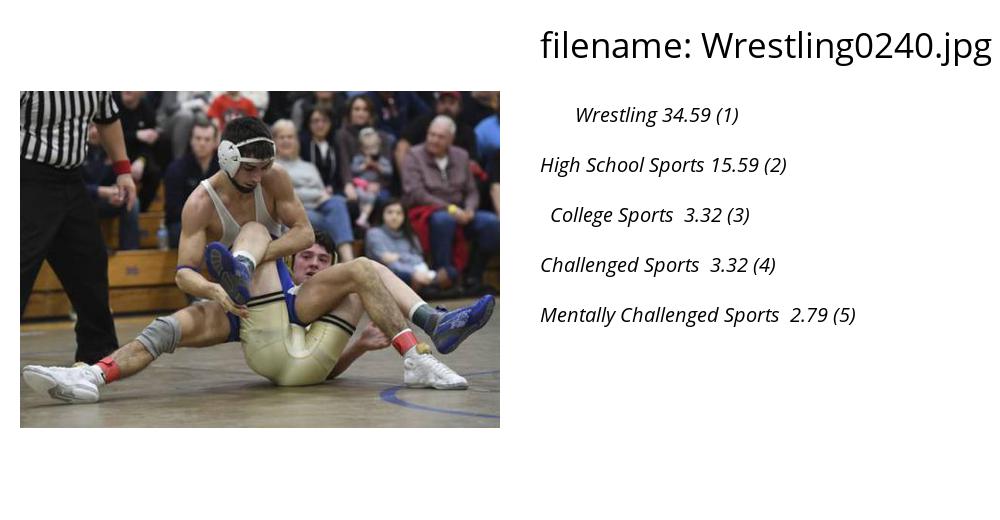 filename: Wrestling0240.jpg
Wrestling 34.59 (1)
High School Sports 15.59 (2)
College Sports 3.32 (3)
Challenged Sports 3.32 (4)
Mentally Challenged Sports 2.79 (5)